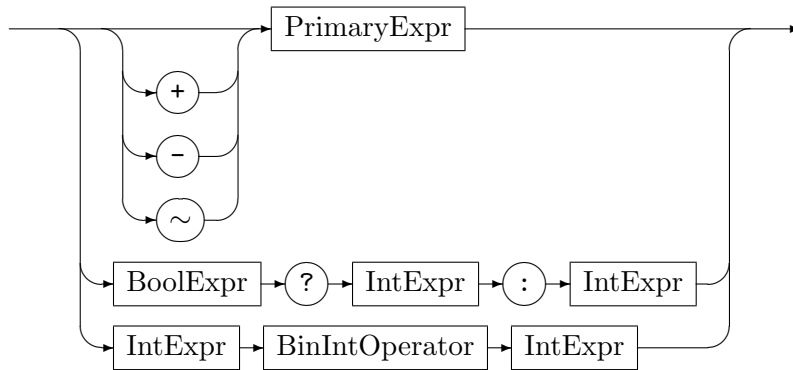 PrimaryExpr
+
-
~
BoolExpr ? IntExpr : IntExpr
IntExpr BinIntOperator IntExpr